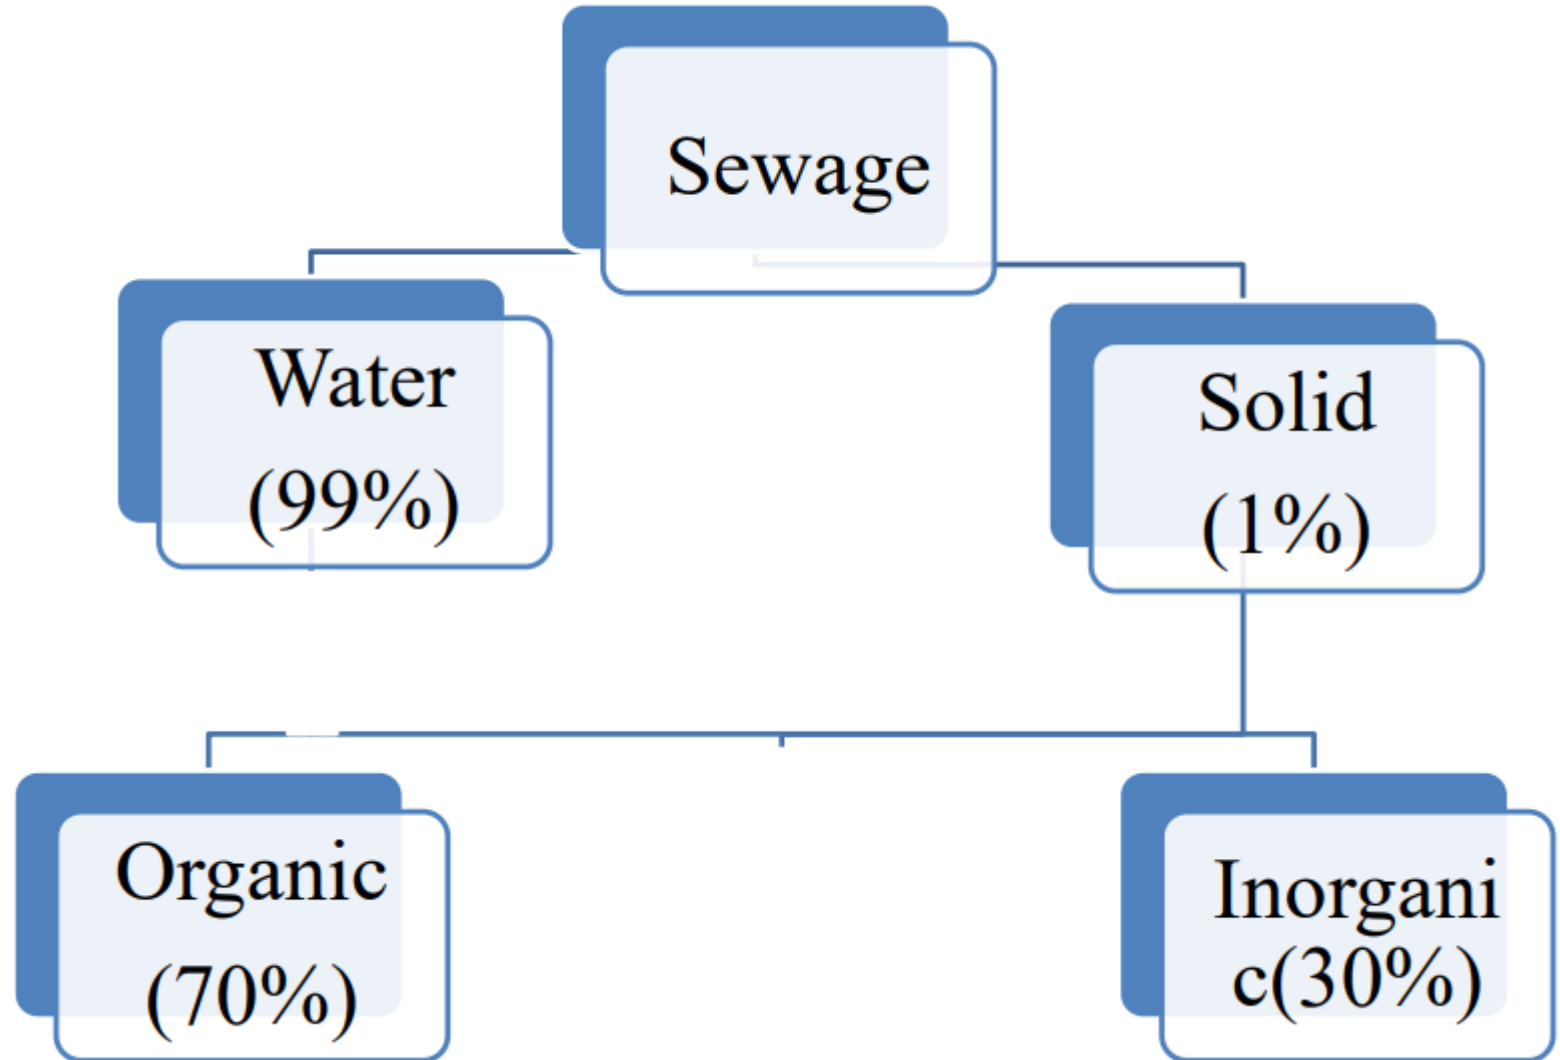 Sewage
Water
(99%)
Solid
(1%)
Organic
(70%)
Inorgani
c(30%)